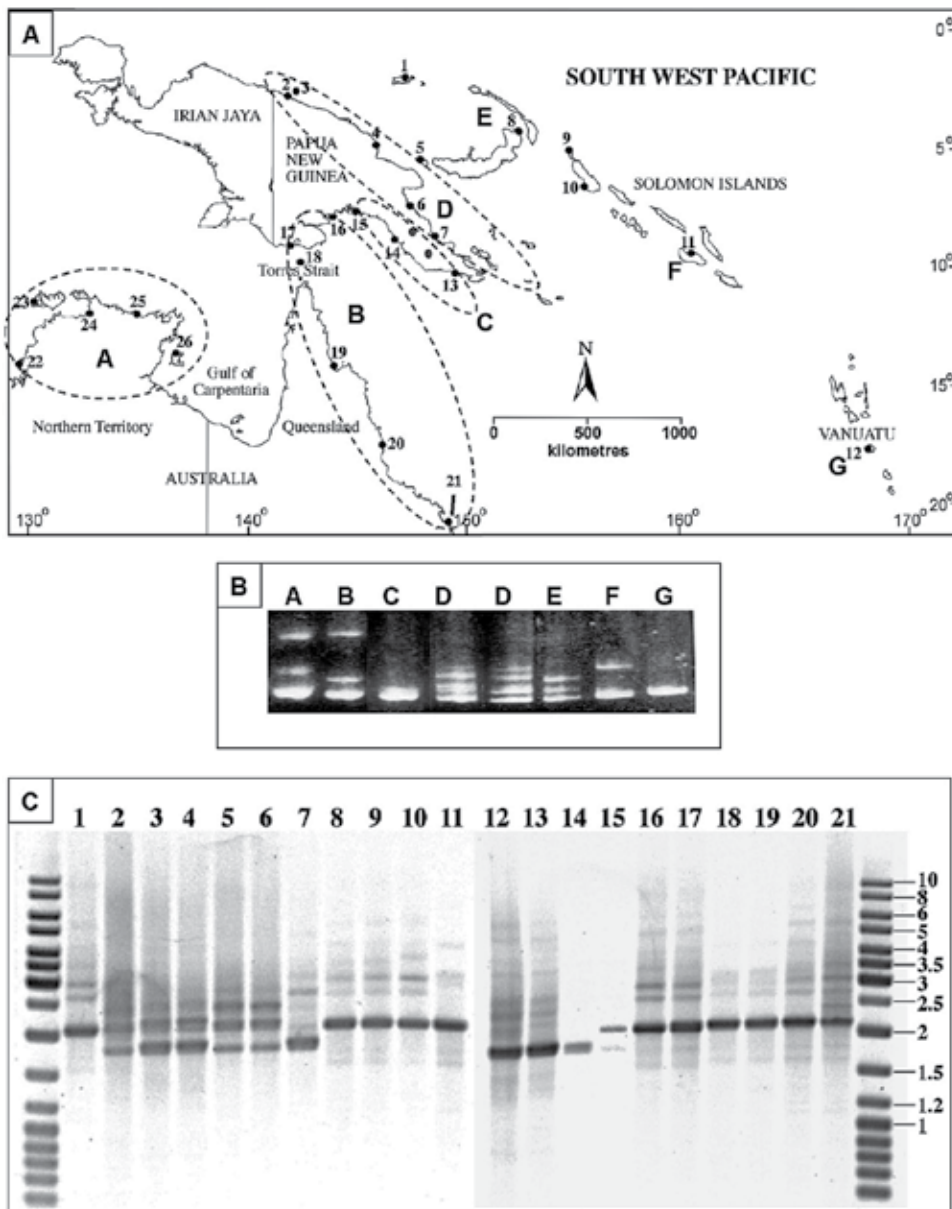 A
SOUTH WEST PACIFIC
0°
5°
10°
15°
20°
1
2 3
IRIAN JAYA
PAPUA
NEW
GUINEA
E
8
9
4
5
10
SOLOMON ISLANDS
6
D
7
11
F
17
16
15
14
13
18
Torres Strait
C
B
23
24
25
26
22
A
19
N
Gulf of
Carpentaria
Northern Territory
Queensland
20
0 500 1000
kilometres
VANUATU
12
G
AUSTRALIA
21
130° 140° 150° 160° 170°
B
A B C D D E F G
C
1 2 3 4 5 6 7 8 9 10 11 12 13 14 15 16 17 18 19 20 21
10
8
6
5
4
3.5
3
2.5
2
1.5
1.2
1